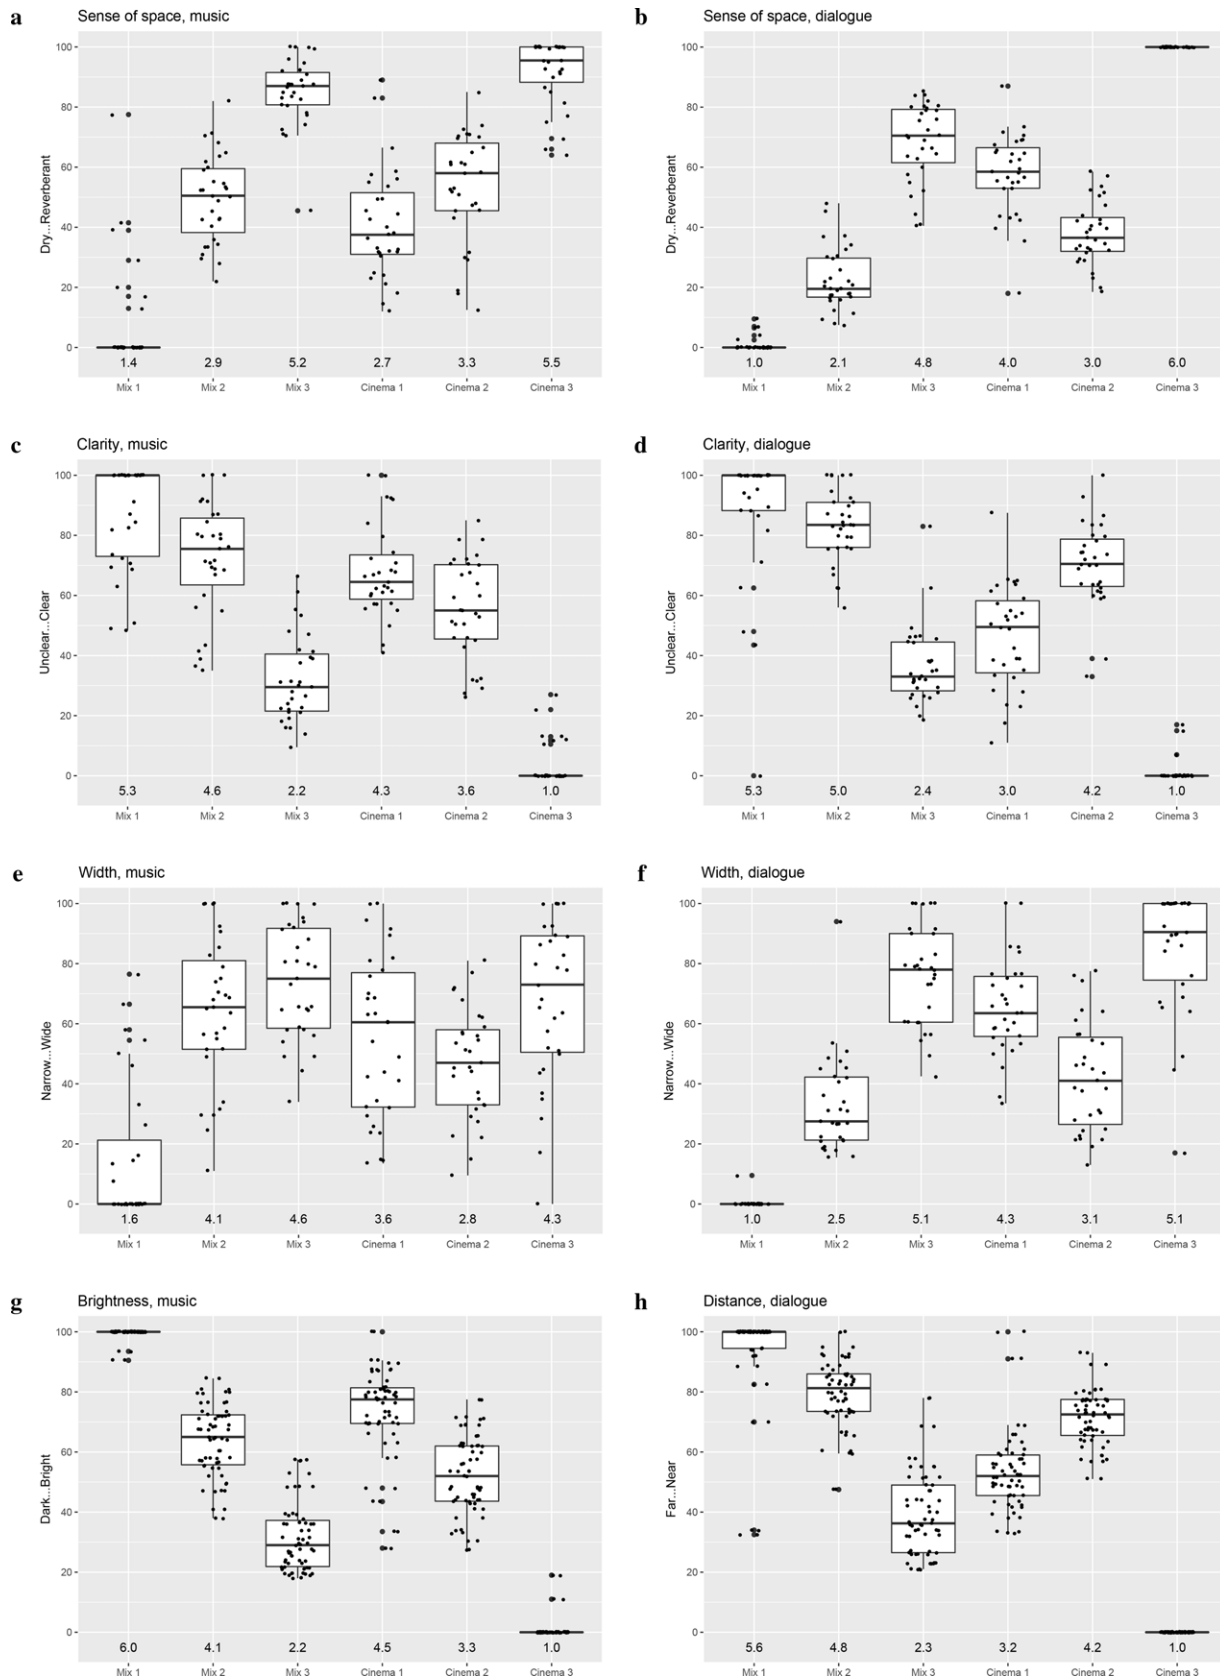 a Sense of space, music
Dry...Reverberant
100
80
60
40
20
0
1.4 2.9 5.2 2.7 3.3 5.5
Mix 1 Mix 2 Mix 3 Cinema 1 Cinema 2 Cinema 3
b Sense of space, dialogue
Dry...Reverberant
100
80
60
40
20
0
1.0 2.1 4.8 4.0 3.0 6.0
Mix 1 Mix 2 Mix 3 Cinema 1 Cinema 2 Cinema 3
c Clarity, music
Unclear...Clear
100
80
60
40
20
0
5.3 4.6 2.2 4.3 3.6 1.0
Mix 1 Mix 2 Mix 3 Cinema 1 Cinema 2 Cinema 3
d Clarity, dialogue
Unclear...Clear
100
80
60
40
20
0
5.3 5.0 2.4 3.0 4.2 1.0
Mix 1 Mix 2 Mix 3 Cinema 1 Cinema 2 Cinema 3
e Width, music
Narrow...Wide
100
80
60
40
20
0
1.6 4.1 4.6 3.6 2.8 4.3
Mix 1 Mix 2 Mix 3 Cinema 1 Cinema 2 Cinema 3
f Width, dialogue
Narrow...Wide
100
80
60
40
20
0
1.0 2.5 5.1 4.3 3.1 5.1
Mix 1 Mix 2 Mix 3 Cinema 1 Cinema 2 Cinema 3
g Brightness, music
Dark...Bright
100
80
60
40
20
0
6.0 4.1 2.2 4.5 3.3 1.0
Mix 1 Mix 2 Mix 3 Cinema 1 Cinema 2 Cinema 3
h Distance, dialogue
Far...Near
100
80
60
40
20
0
5.6 4.8 2.3 3.2 4.2 1.0
Mix 1 Mix 2 Mix 3 Cinema 1 Cinema 2 Cinema 3